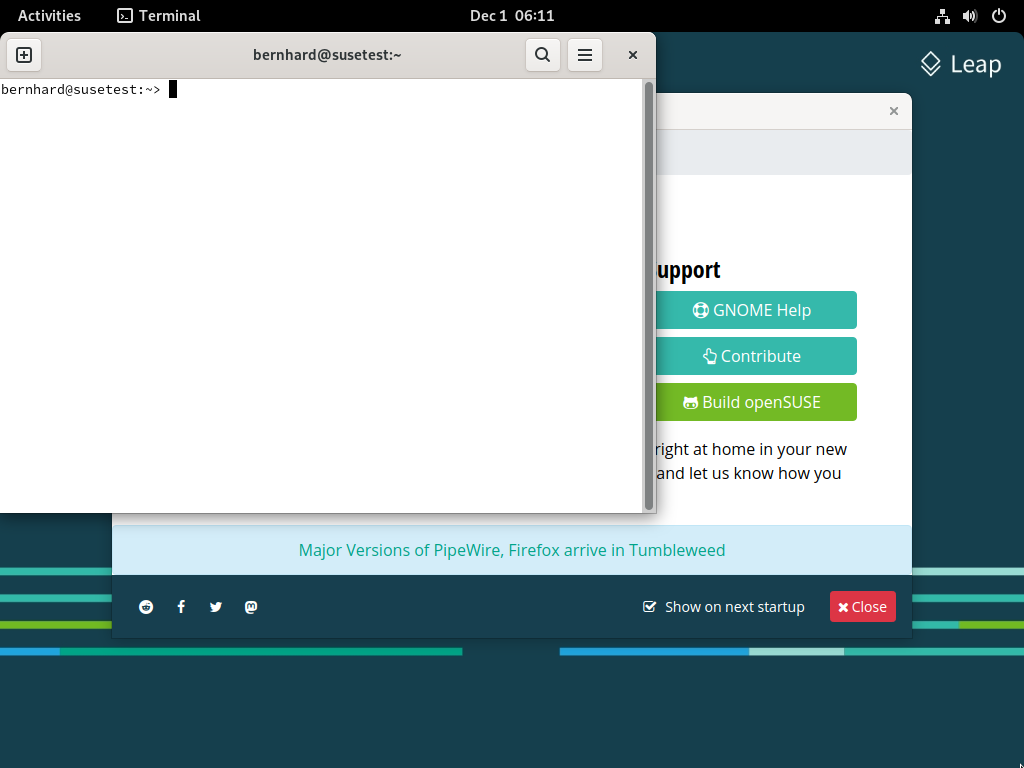 Activities
Terminal
Dec 1 06:11
bernhard@susetest:~
bernhard@susetest:~>
Leap
upport
GNOME Help
Contribute
Build openSUSE
right at home in your new
and let us know how you
Major Versions of PipeWire, Firefox arrive in Tumbleweed
Show on next startup
Close